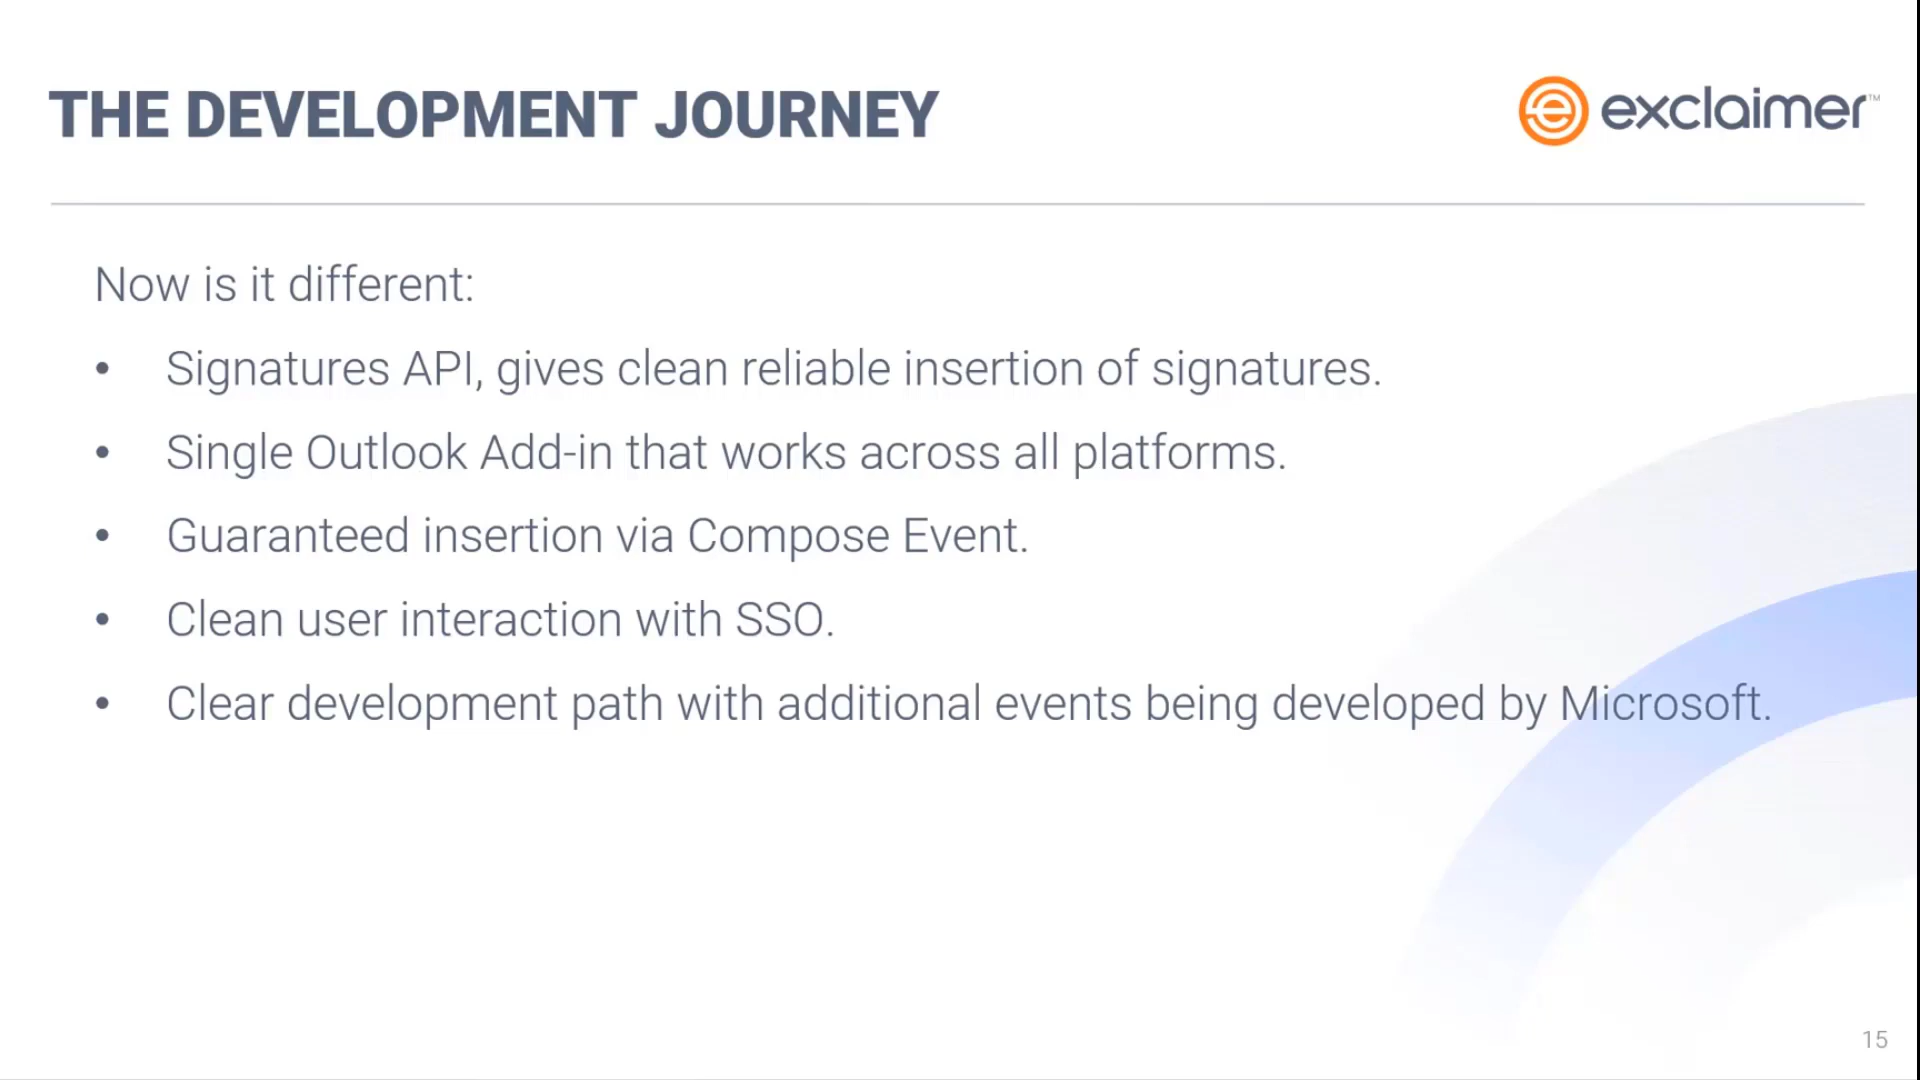 THE DEVELOPMENT JOURNEY
exclaimer™
Now is it different:
• Signatures API, gives clean reliable insertion of signatures.
• Single Outlook Add-in that works across all platforms.
• Guaranteed insertion via Compose Event.
• Clean user interaction with SSO.
• Clear development path with additional events being developed by Microsoft.
15